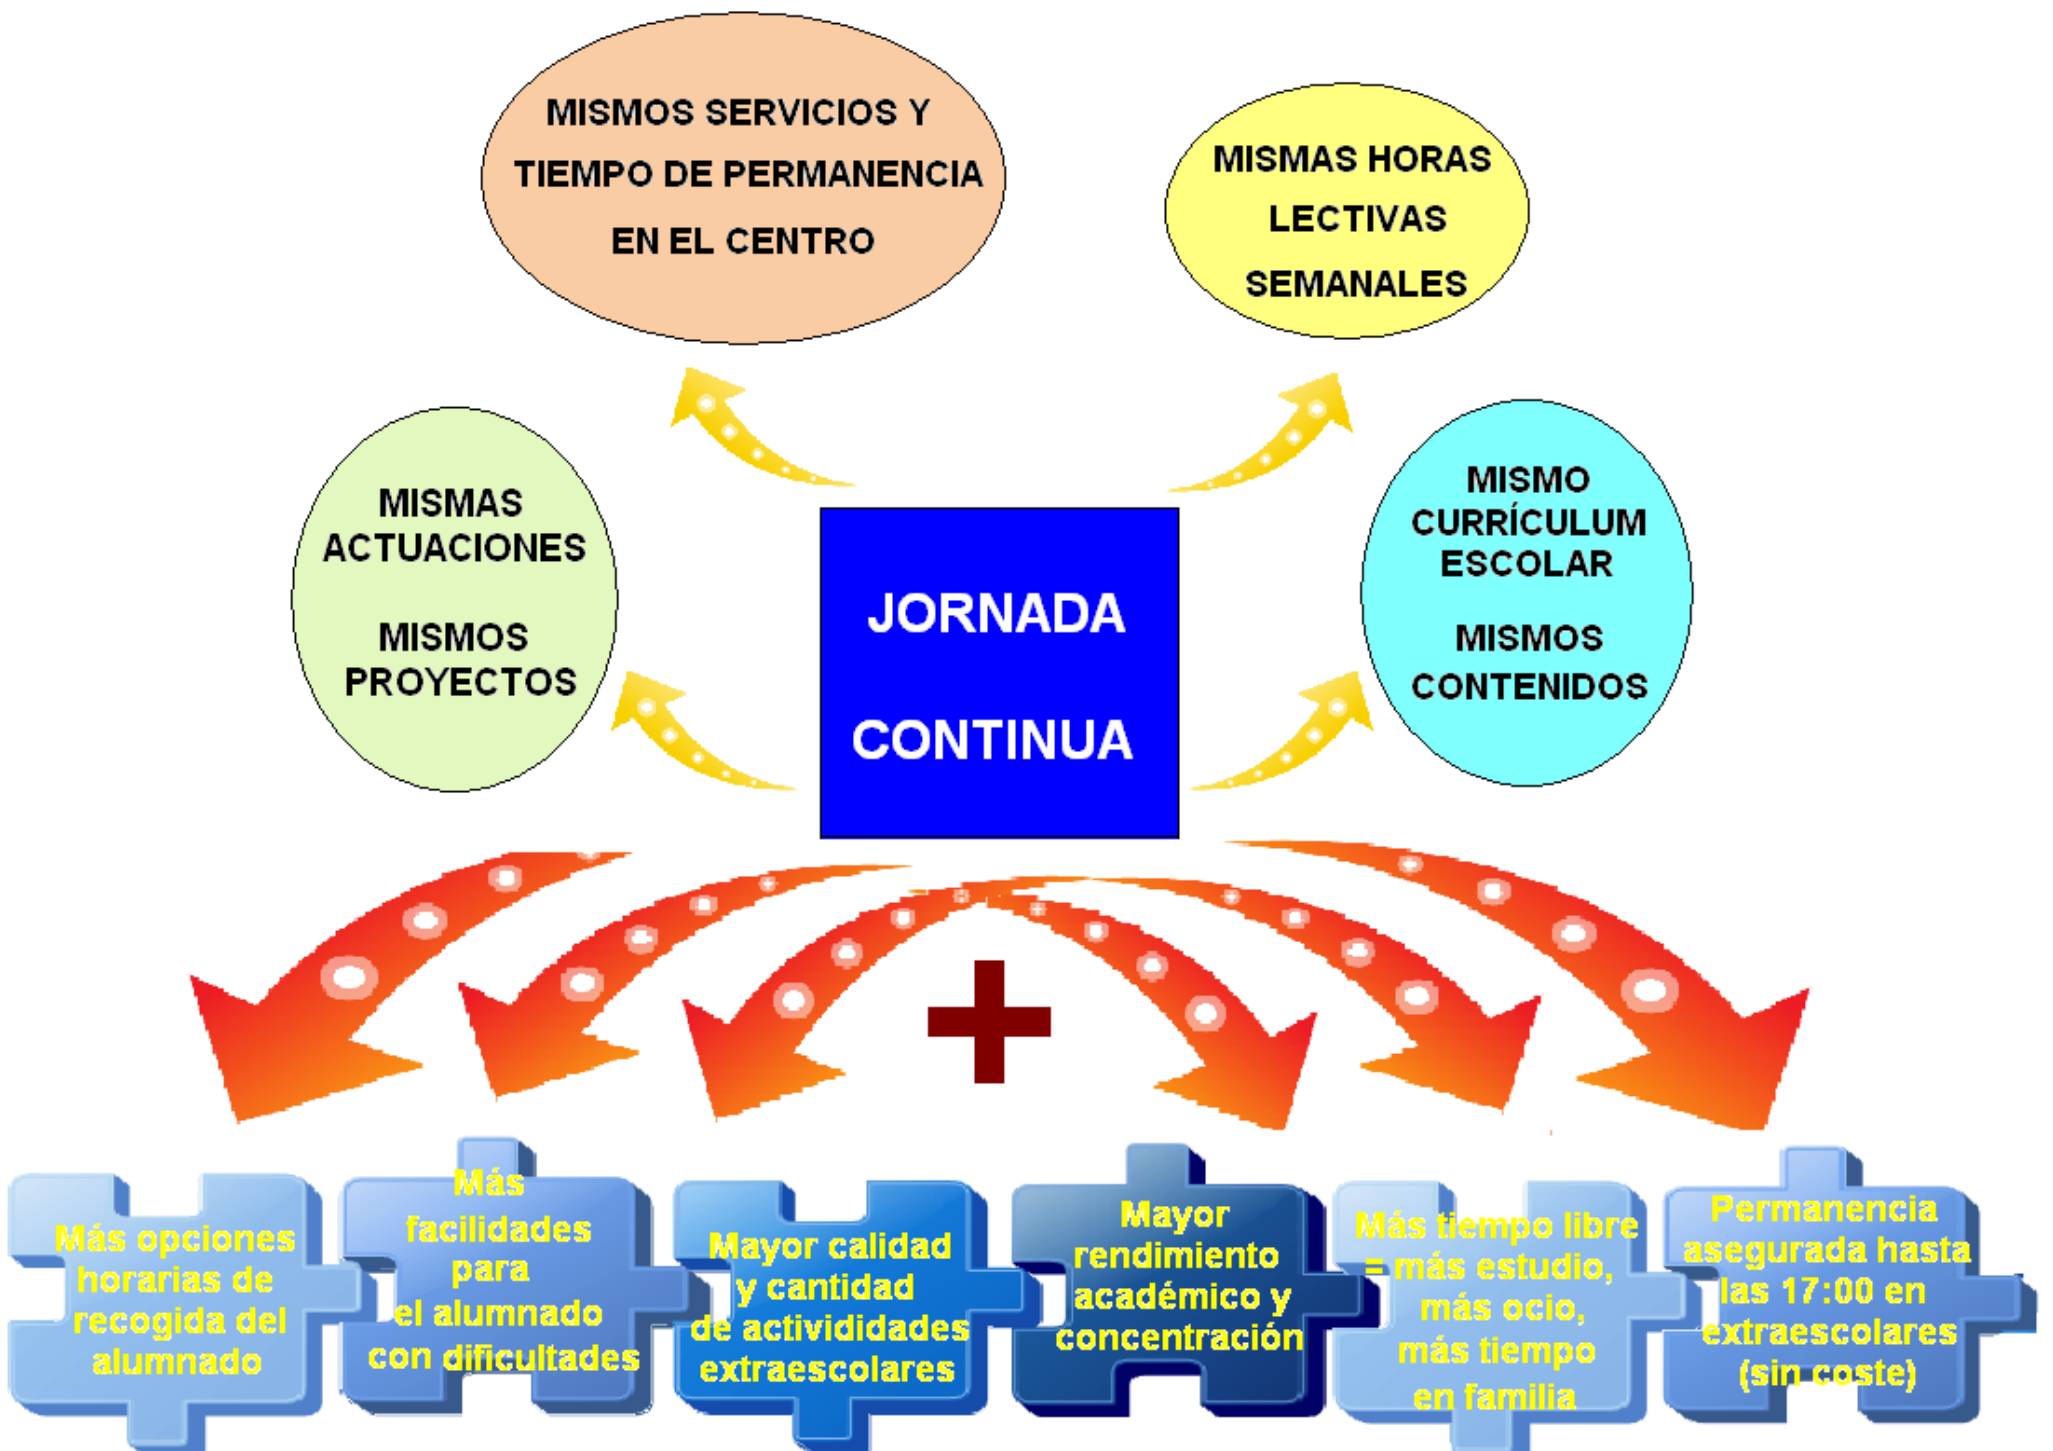 MISMOS SERVICIOS Y
TIEMPO DE PERMANENCIA
EN EL CENTRO
MISMAS HORAS
LECTIVAS
SEMANALES
MISMAS
ACTUACIONES
MISMOS
PROYECTOS
JORNADA
CONTINUA
MISMO
CURRÍCULUM
ESCOLAR
MISMOS
CONTENIDOS
Más opciones
horarias de
recogida del
alumnado
Más
facilidades
para
el alumnado
con dificultades
Mayor calidad
y cantidad
de activididades
extraescolares
Mayor
rendimiento
académico y
concentración
Más tiempo libre
= más estudio,
más ocio,
más tiempo
en familia
Permanencia
asegurada hasta
las 17:00 en
extraescolares
(sin coste)